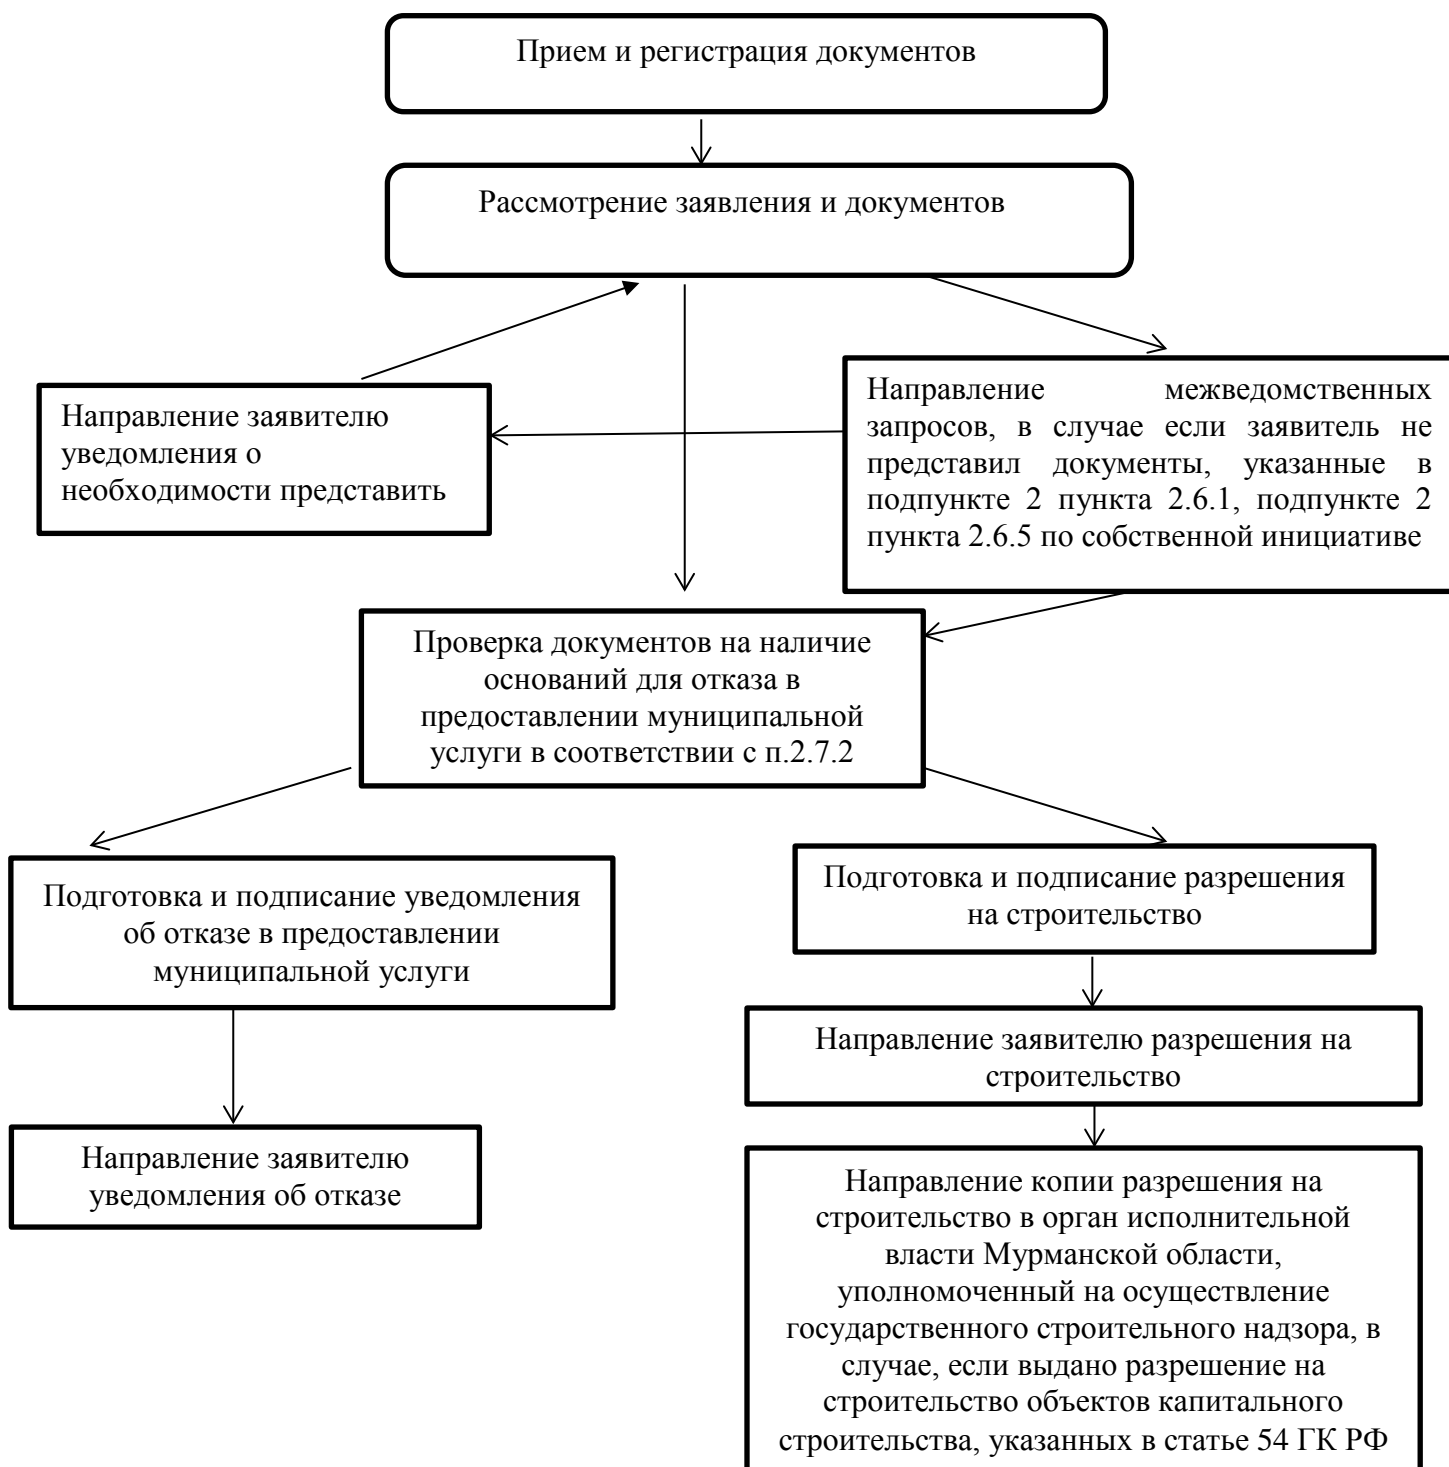 Прием и регистрация документов
Рассмотрение заявления и документов
Направление заявителю
уведомления о
необходимости представить
Направление межведомственных
запросов, в случае если заявитель не
представил документы, указанные в
подпункте 2 пункта 2.6.1, подпункте 2
пункта 2.6.5 по собственной инициативе
Проверка документов на наличие
оснований для отказа в
предоставлении муниципальной
услуги в соответствии с п.2.7.2
Подготовка и подписание уведомления
об отказе в предоставлении
муниципальной услуги
Подготовка и подписание разрешения
на строительство
Направление заявителю разрешения на
строительство
Направление заявителю
уведомления об отказе
Направление копии разрешения на
строительство в орган исполнительной
власти Мурманской области,
уполномоченный на осуществление
государственного строительного надзора, в
случае, если выдано разрешение на
строительство объектов капитального
строительства, указанных в статье 54 ГК РФ